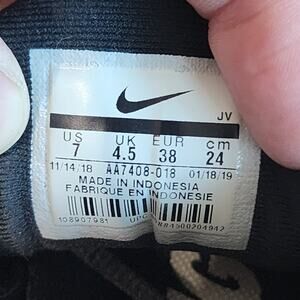 JV
US UK EUR cm
7 4.5 38 24
11/14/18 AA7408-018 01/18/19
MADE IN INDONESIA
FABRIQUE EN INDONESIE